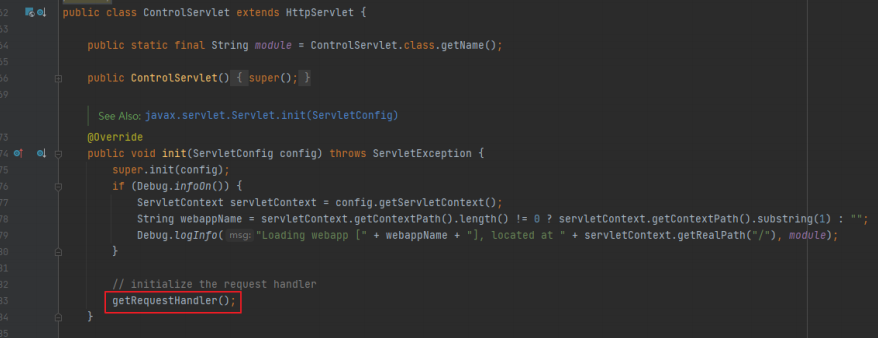 62 public class ControlServlet extends HttpServlet {
63
64 public static final String module = ControlServlet.class.getName();
65
66 public ControlServlet() { super(); }
69
See Also: javax.servlet.Servlet.init(ServletConfig)
73 @Override
74 public void init(ServletConfig config) throws ServletException {
75 super.init(config);
76 if (Debug.infoOn()) {
77 ServletContext servletContext = config.getServletContext();
78 String webappName = servletContext.getContextPath().length() != 0 ? servletContext.getContextPath().substring(1) : "";
79 Debug.logInfo( msg: "Loading webapp [" + webappName + "], located at " + servletContext.getRealPath("/"), module);
80 }
81
82 // initialize the request handler
83 getRequestHandler();
84 }
85